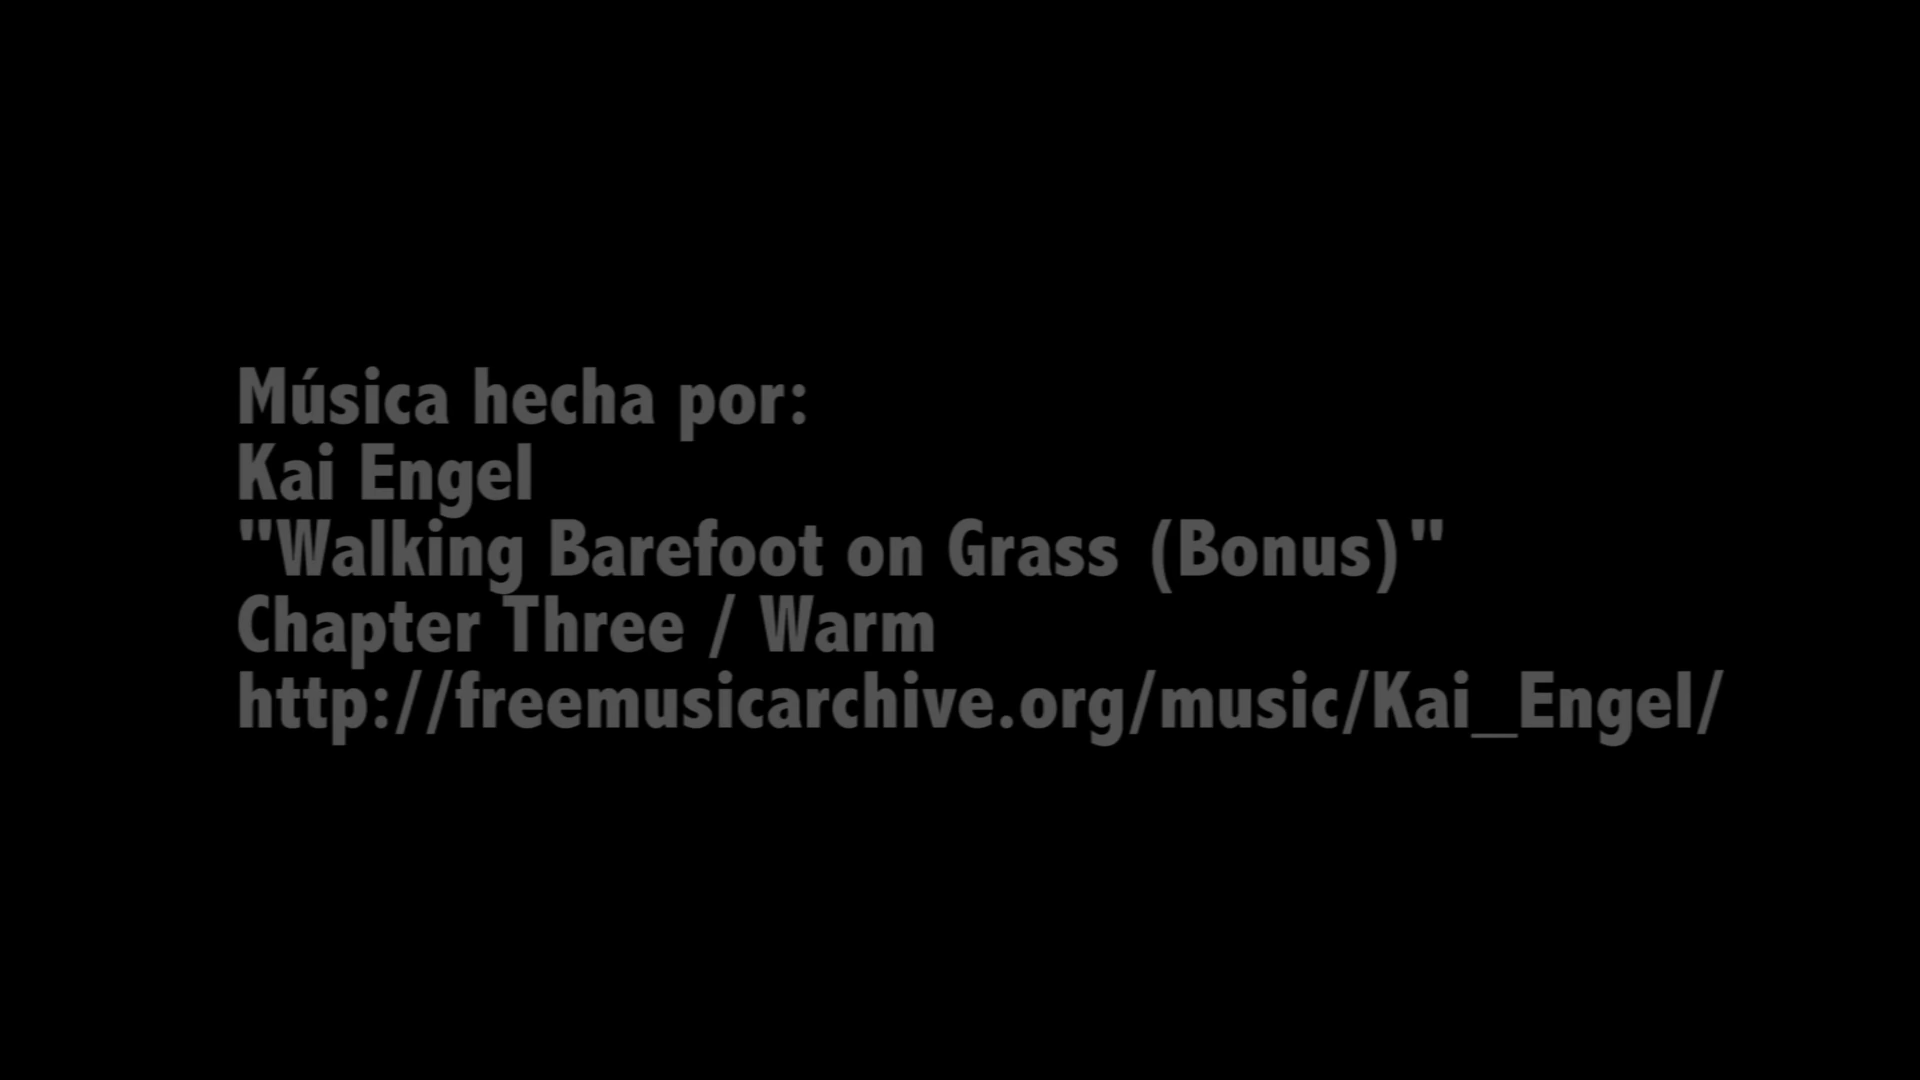 Música hecha por:
Kai Engel
"Walking Barefoot on Grass (Bonus)"
Chapter Three / Warm
http://freemusicarchive.org/music/Kai_Engel/